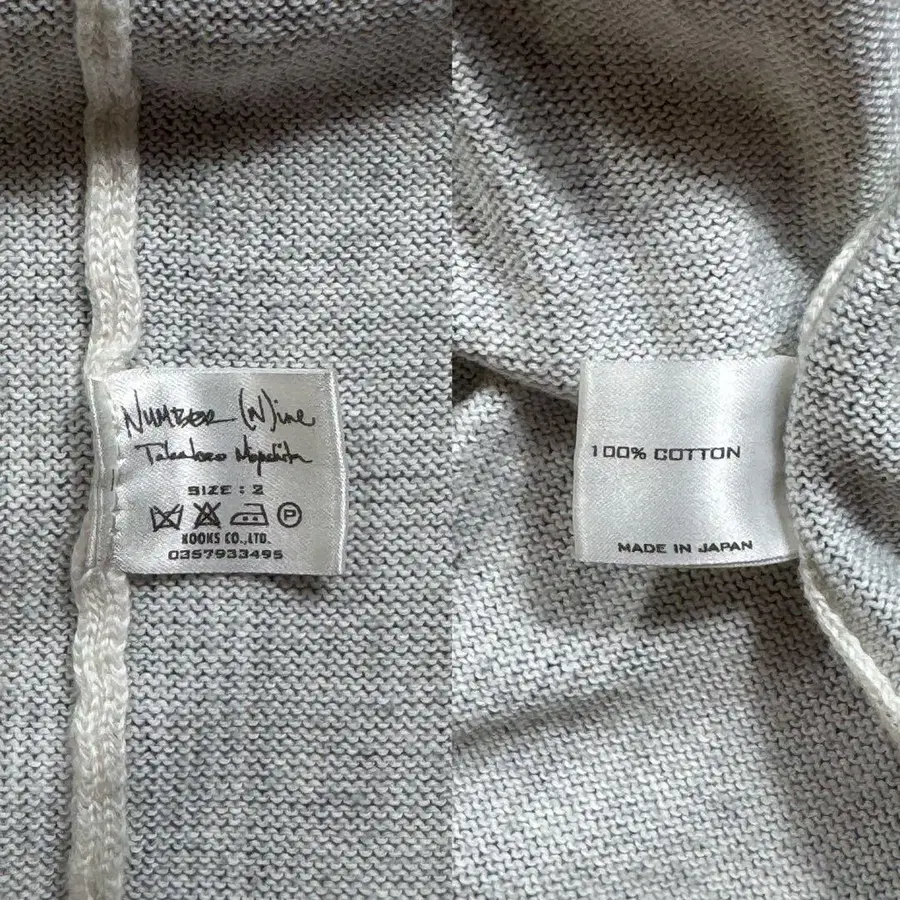 NUMBER (N)ine
Takahiro Miyashita
SIZE : 2
P
KOOKS CO.,LTD.
0357933495
100% COTTON
MADE IN JAPAN